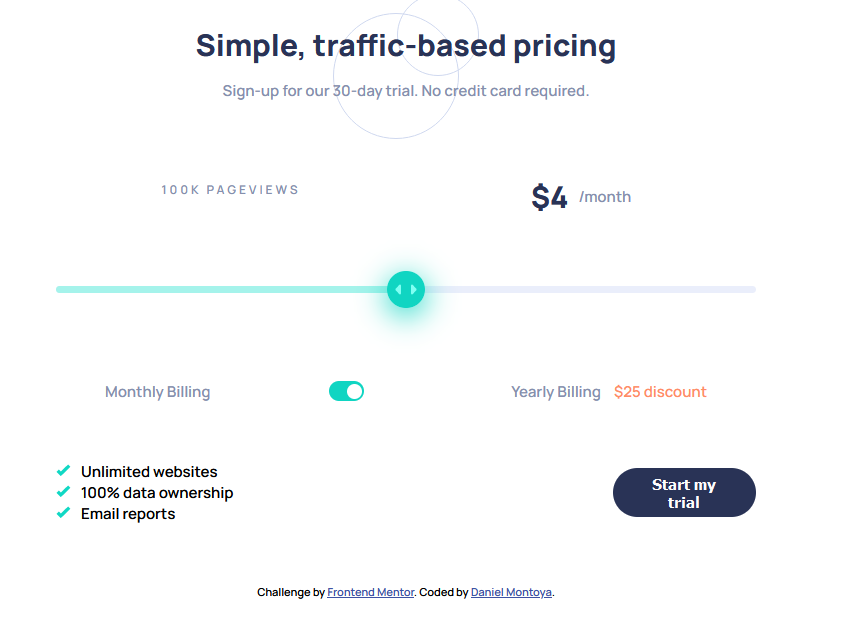 Simple, traffic-based pricing
Sign-up for our 30-day trial. No credit card required.
100K PAGEVIEWS
$4 /month
Monthly Billing
Yearly Billing $25 discount
Unlimited websites
100% data ownership
Email reports
Start my
trial
Challenge by Frontend Mentor. Coded by Daniel Montoya.